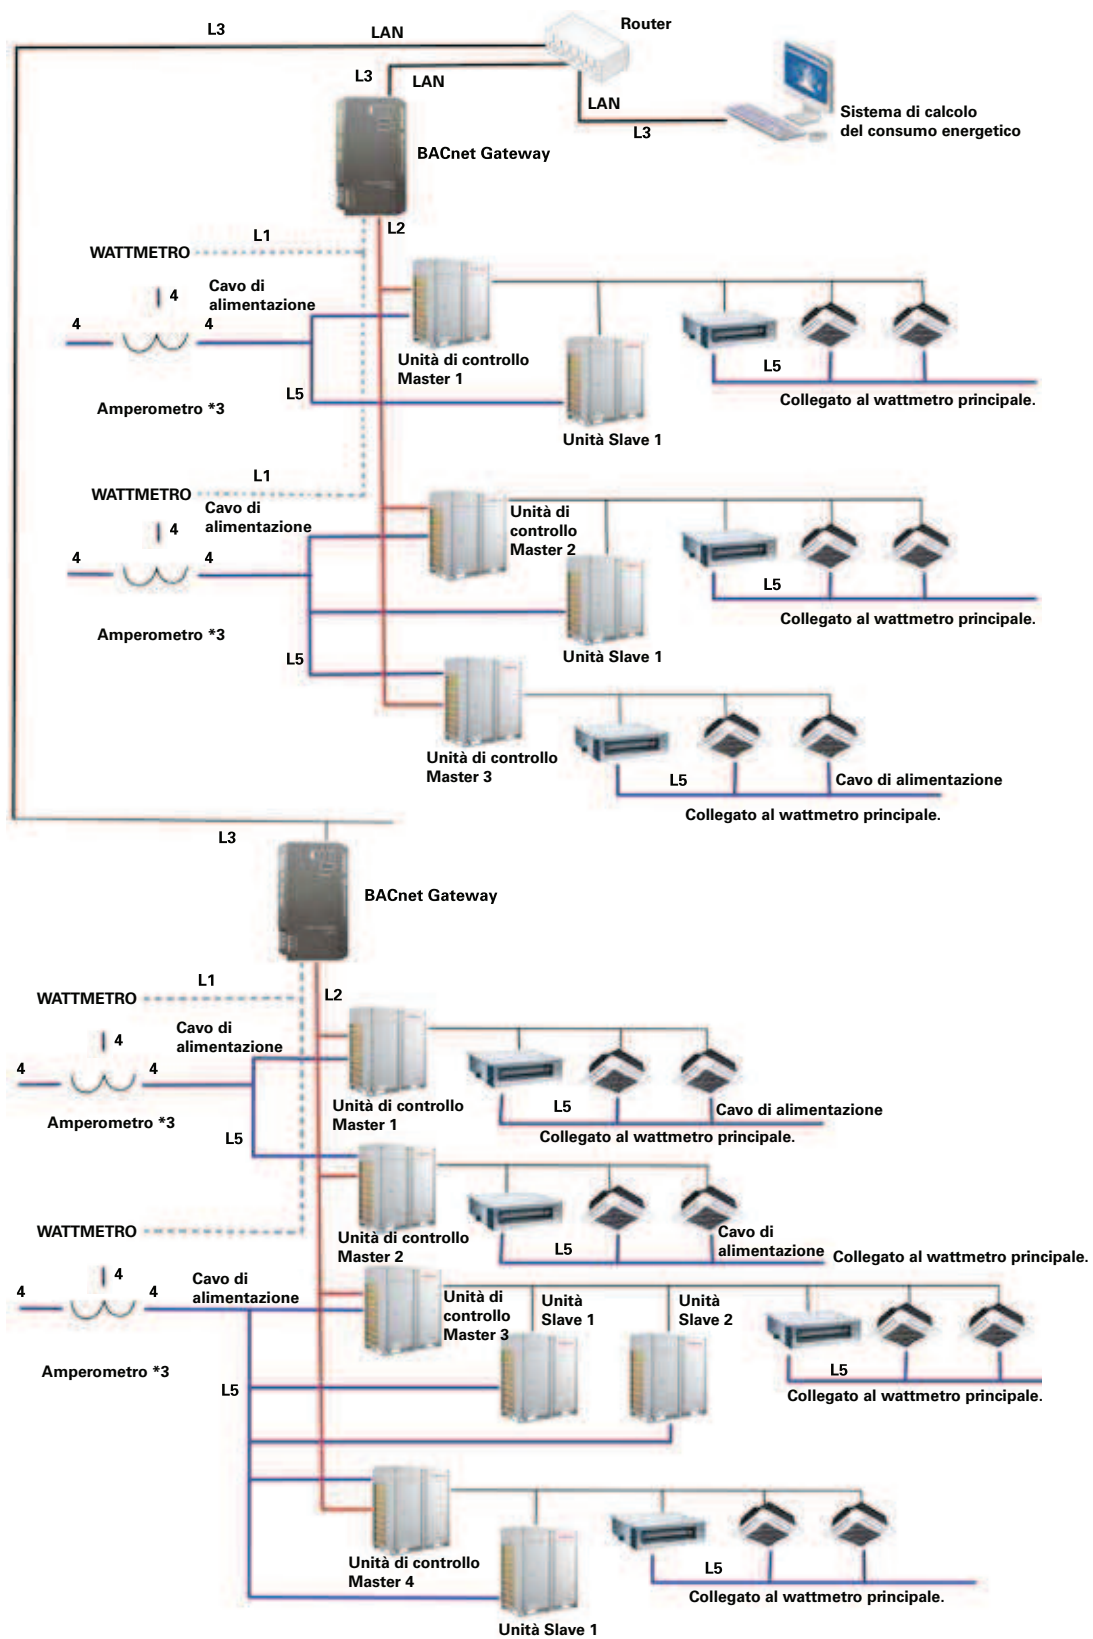 Router
L3
LAN
L3
LAN
LAN
L3
Sistema di calcolo
del consumo energetico
BACnet Gateway
L2
L1
WATTMETRO
Cavo di
alimentazione
4
4
4
Unità di controllo
Master 1
L5
L5
Collegato al wattmetro principale.
Amperometro *3
Unità Slave 1
L1
WATTMETRO
Cavo di
alimentazione
Unità di
controllo
Master 2
4
4
4
L5
Collegato al wattmetro principale.
Amperometro *3
Unità Slave 1
L5
Unità di controllo
Master 3
L5
Cavo di alimentazione
Collegato al wattmetro principale.
L3
BACnet Gateway
L1
WATTMETRO
L2
Cavo di
alimentazione
4
4
4
Unità di controllo
Master 1
L5
Cavo di alimentazione
Collegato al wattmetro principale.
Amperometro *3
L5
WATTMETRO
Unità di controllo
Master 2
L5
Cavo di
alimentazione
Collegato al wattmetro principale.
4
4
4
Cavo di
alimentazione
Unità di
controllo
Master 3
Unità
Slave 1
Unità
Slave 2
Amperometro *3
L5
L5
Collegato al wattmetro principale.
Unità di controllo
Master 4
L5
Collegato al wattmetro principale.
Unità Slave 1